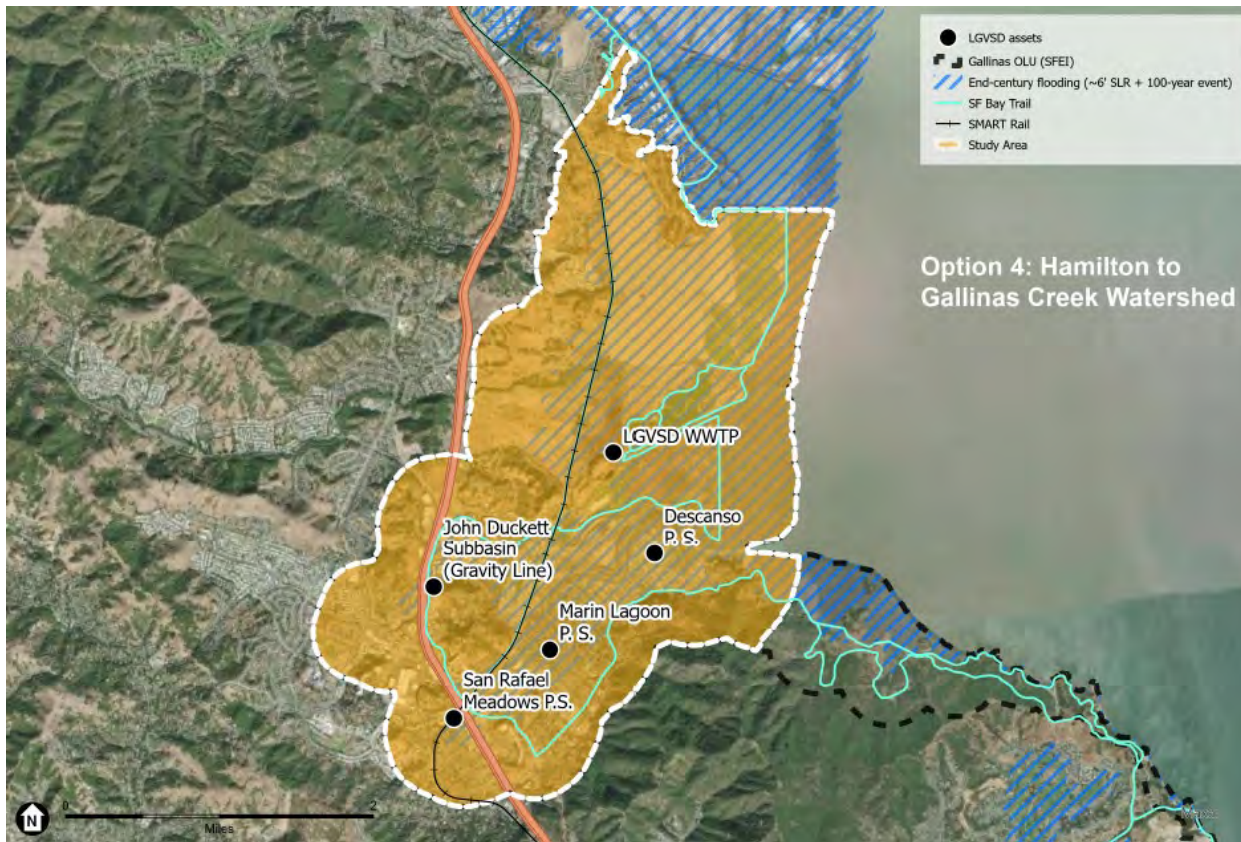 LGVSD assets
Gallinas OLU (SFEI)
End-century flooding (~6' SLR + 100-year event)
SF Bay Trail
SMART Rail
Study Area
Option 4: Hamilton to
Gallinas Creek Watershed
LGVSD WWTP
Descanso
P. S.
John Duckett
Subbasin
(Gravity Line)
Marin Lagoon
P. S.
San Rafael
Meadows P.S.
N
0
2
Miles